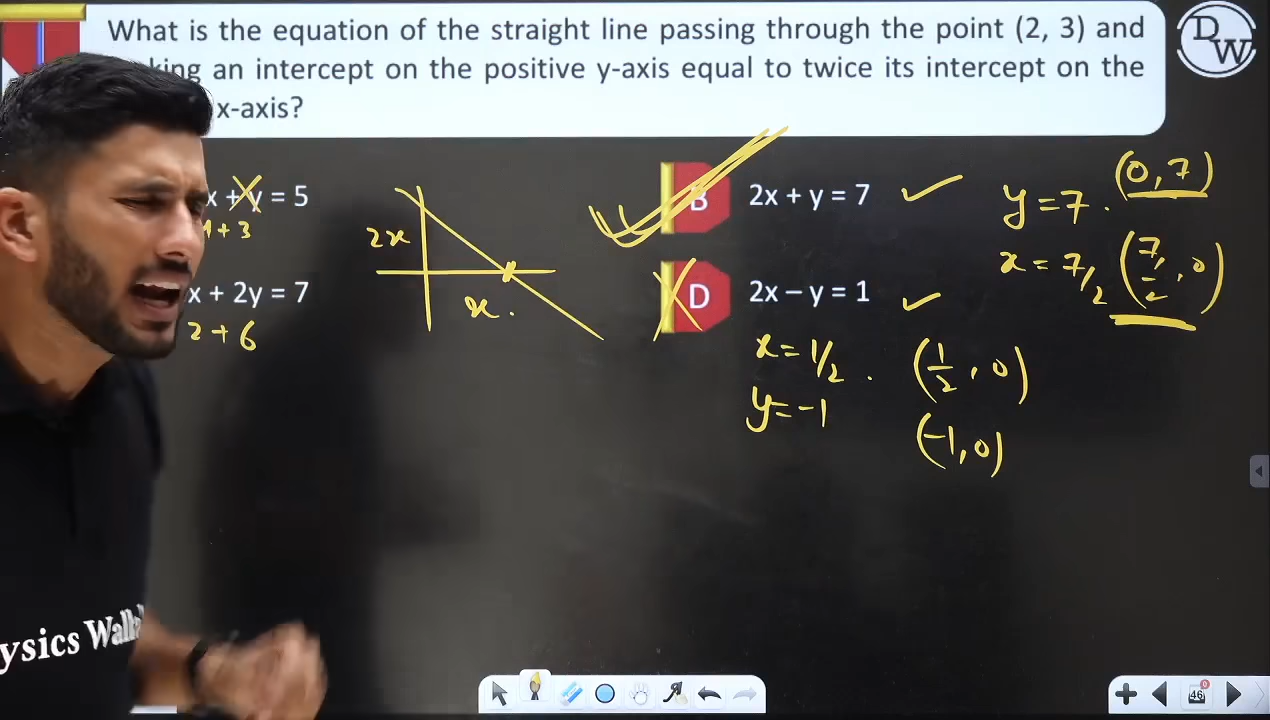 What is the equation of the straight line passing through the point (2, 3) and
king an intercept on the positive y-axis equal to twice its intercept on the
x-axis?
DW
x + y = 5
+ 3
x + 2y = 7
2 + 6
2x
x.
B 2x + y = 7
D 2x – y = 1
x = 1/2 .
y = -1
(1/2, 0)
(-1, 0)
y = 7 .
(0, 7)
x = 7/2
(7/2, 0)
ysics Wall
46